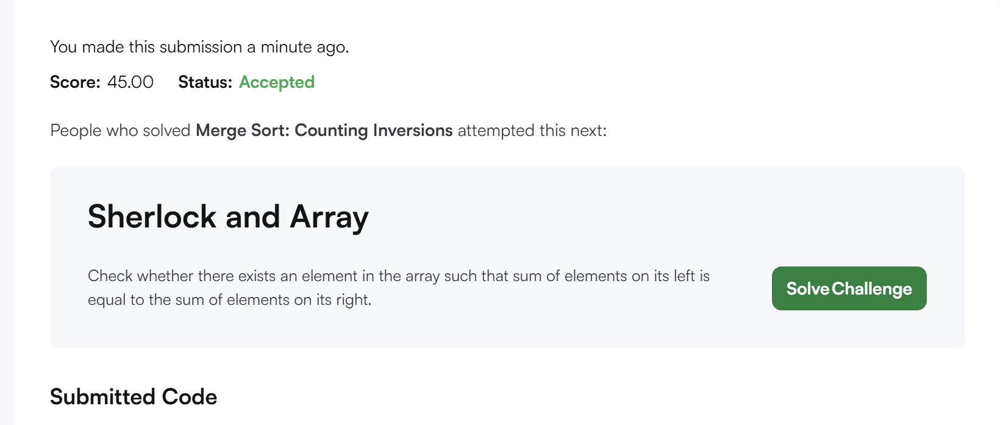 You made this submission a minute ago.
Score: 45.00 Status: Accepted
People who solved Merge Sort: Counting Inversions attempted this next:
Sherlock and Array
Check whether there exists an element in the array such that sum of elements on its left is
equal to the sum of elements on its right.
Solve Challenge
Submitted Code